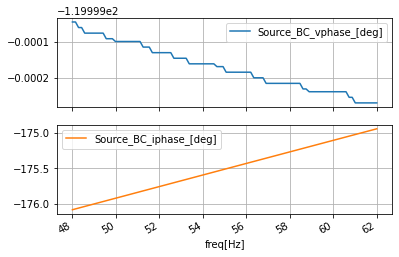 -1.19999e2
Source_BC_vphase_[deg]
−0.0001
−0.0002
Source_BC_iphase_[deg]
−175.0
−175.5
−176.0
48 50 52 54 56 58 60 62
freq[Hz]